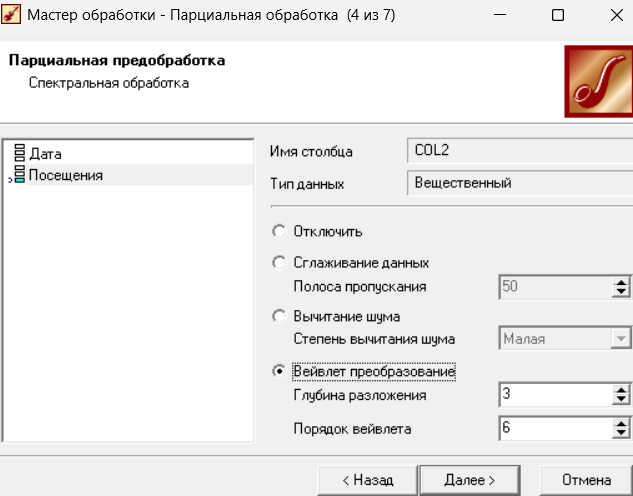 Мастер обработки - Парциальная обработка (4 из 7)
Парциальная предобработка
Спектральная обработка
Дата
Посещения
Имя столбца COL2
Тип данных Вещественный
Отключить
Сглаживание данных
Полоса пропускания 50
Вычитание шума
Степень вычитания шума Малая
Вейвлет преобразование
Глубина разложения 3
Порядок вейвлета 6
< Назад Далее > Отмена